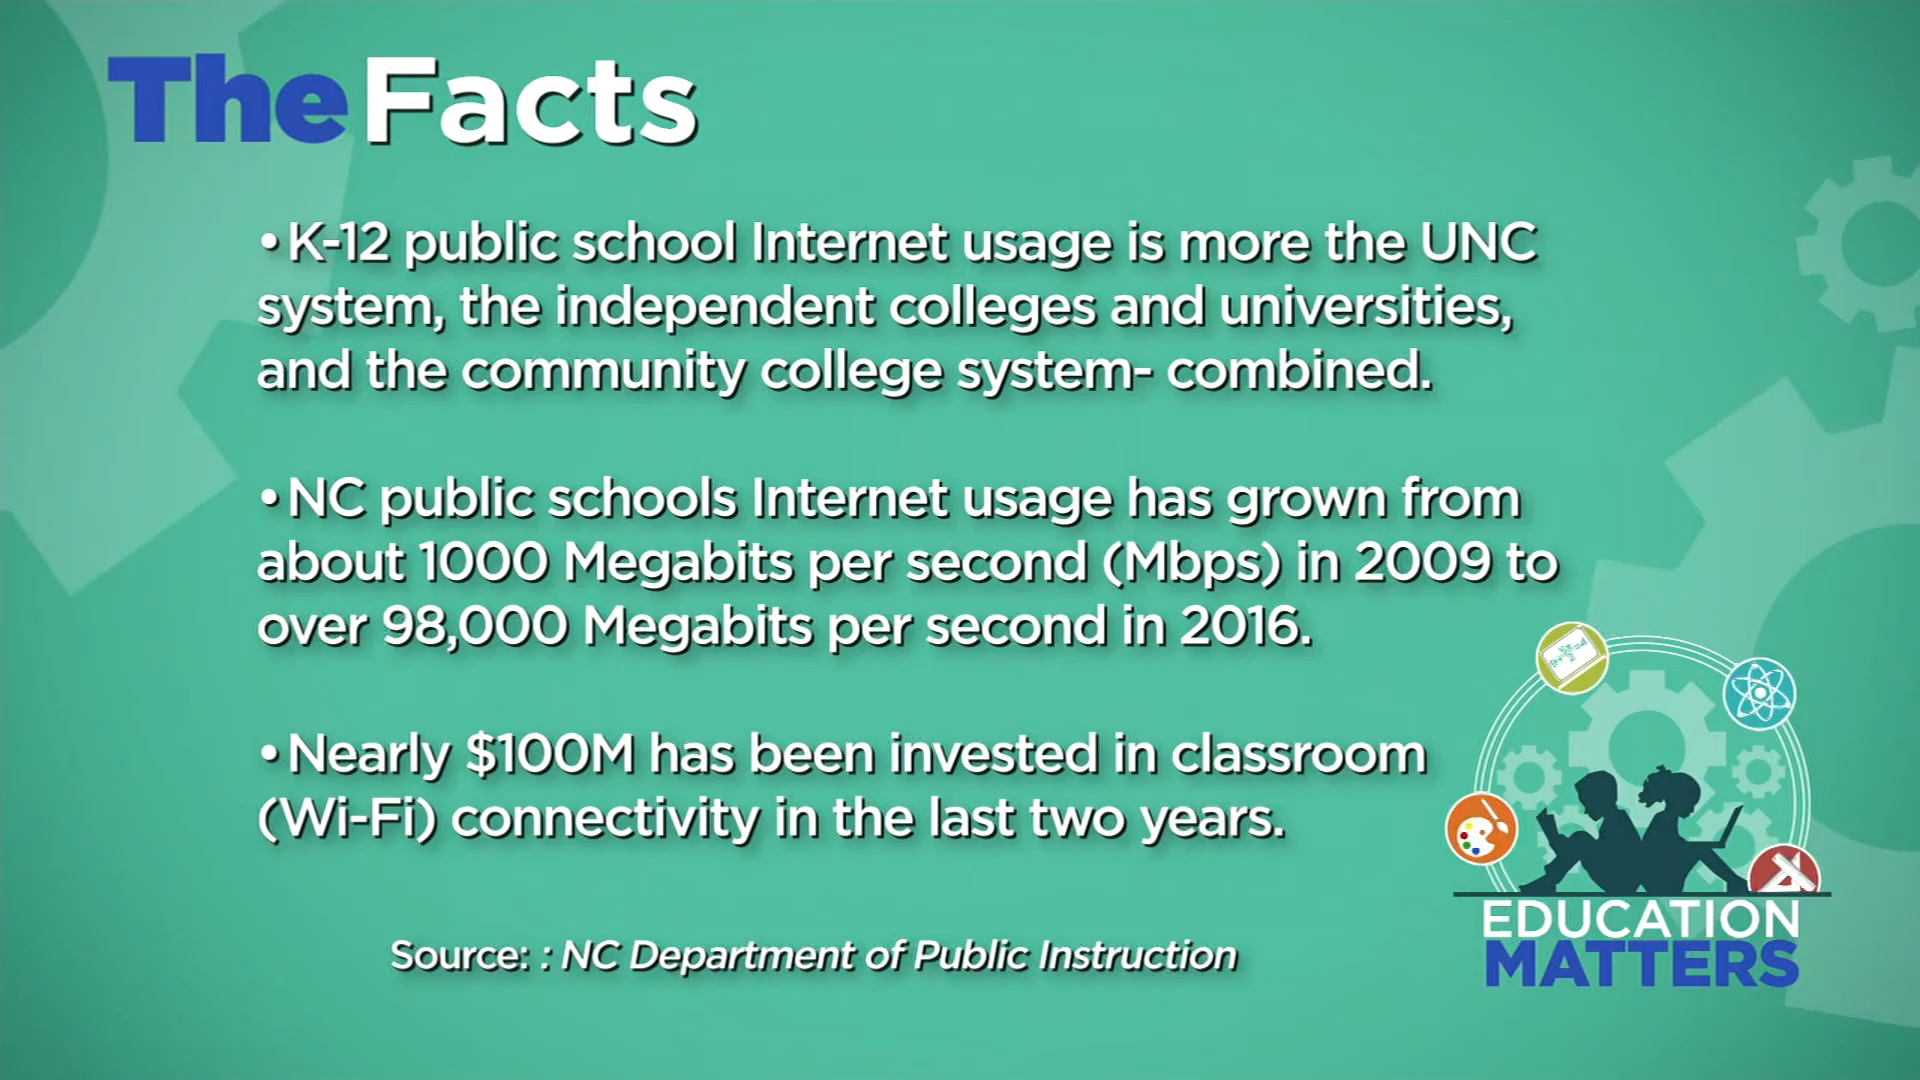 The Facts
•K-12 public school Internet usage is more the UNC
system, the independent colleges and universities,
and the community college system- combined.
•NC public schools Internet usage has grown from
about 1000 Megabits per second (Mbps) in 2009 to
over 98,000 Megabits per second in 2016.
•Nearly $100M has been invested in classroom
(Wi-Fi) connectivity in the last two years.
Source: : NC Department of Public Instruction
EDUCATION
MATTERS